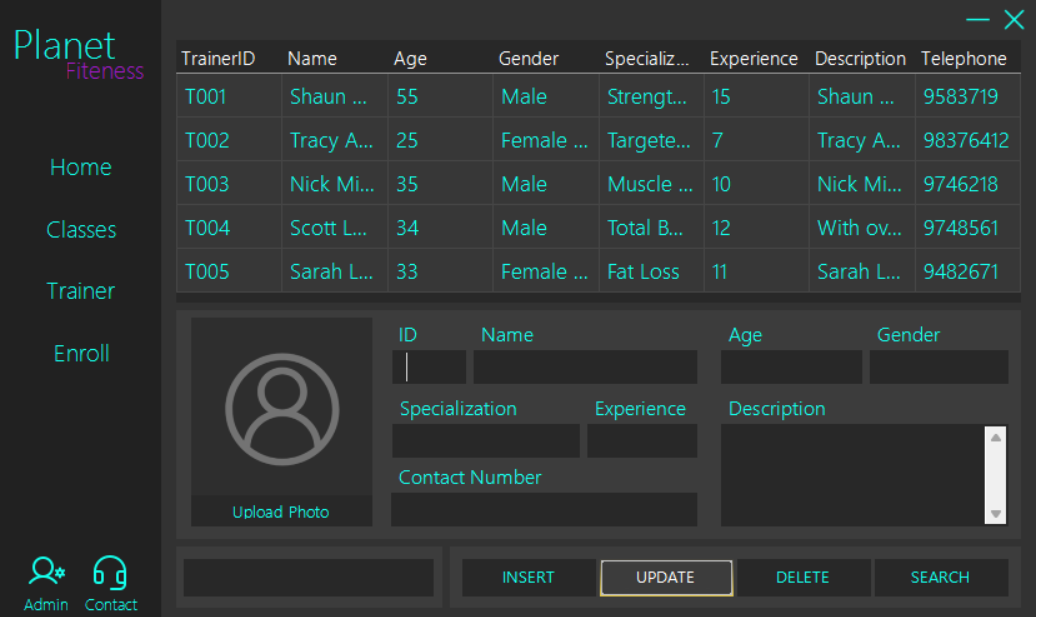 Planet
Fiteness
Home
Classes
Trainer
Enroll
Admin Contact
TrainerID Name Age Gender Specializ... Experience Description Telephone
T001 Shaun ... 55 Male Strengt... 15 Shaun ... 9583719
T002 Tracy A... 25 Female ... Targete... 7 Tracy A... 98376412
T003 Nick Mi... 35 Male Muscle ... 10 Nick Mi... 9746218
T004 Scott L... 34 Male Total B... 12 With ov... 9748561
T005 Sarah L... 33 Female ... Fat Loss 11 Sarah L... 9482671
ID Name Age Gender
Specialization Experience Description
Contact Number
Upload Photo
INSERT UPDATE DELETE SEARCH